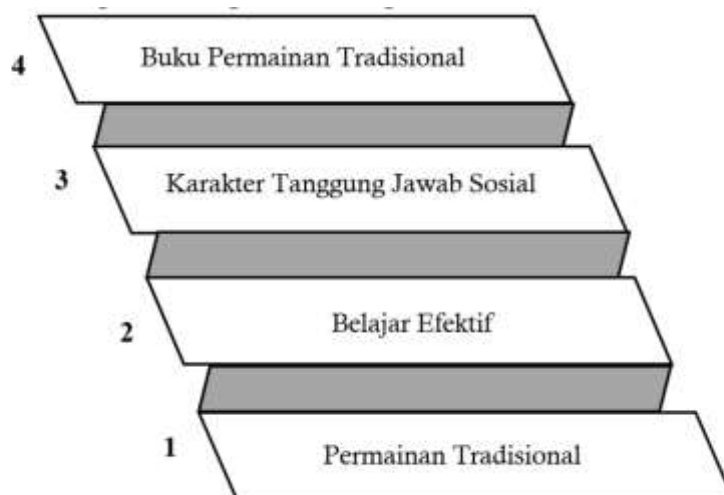 4 Buku Permainan Tradisional
3 Karakter Tanggung Jawab Sosial
2 Belajar Efektif
1 Permainan Tradisional